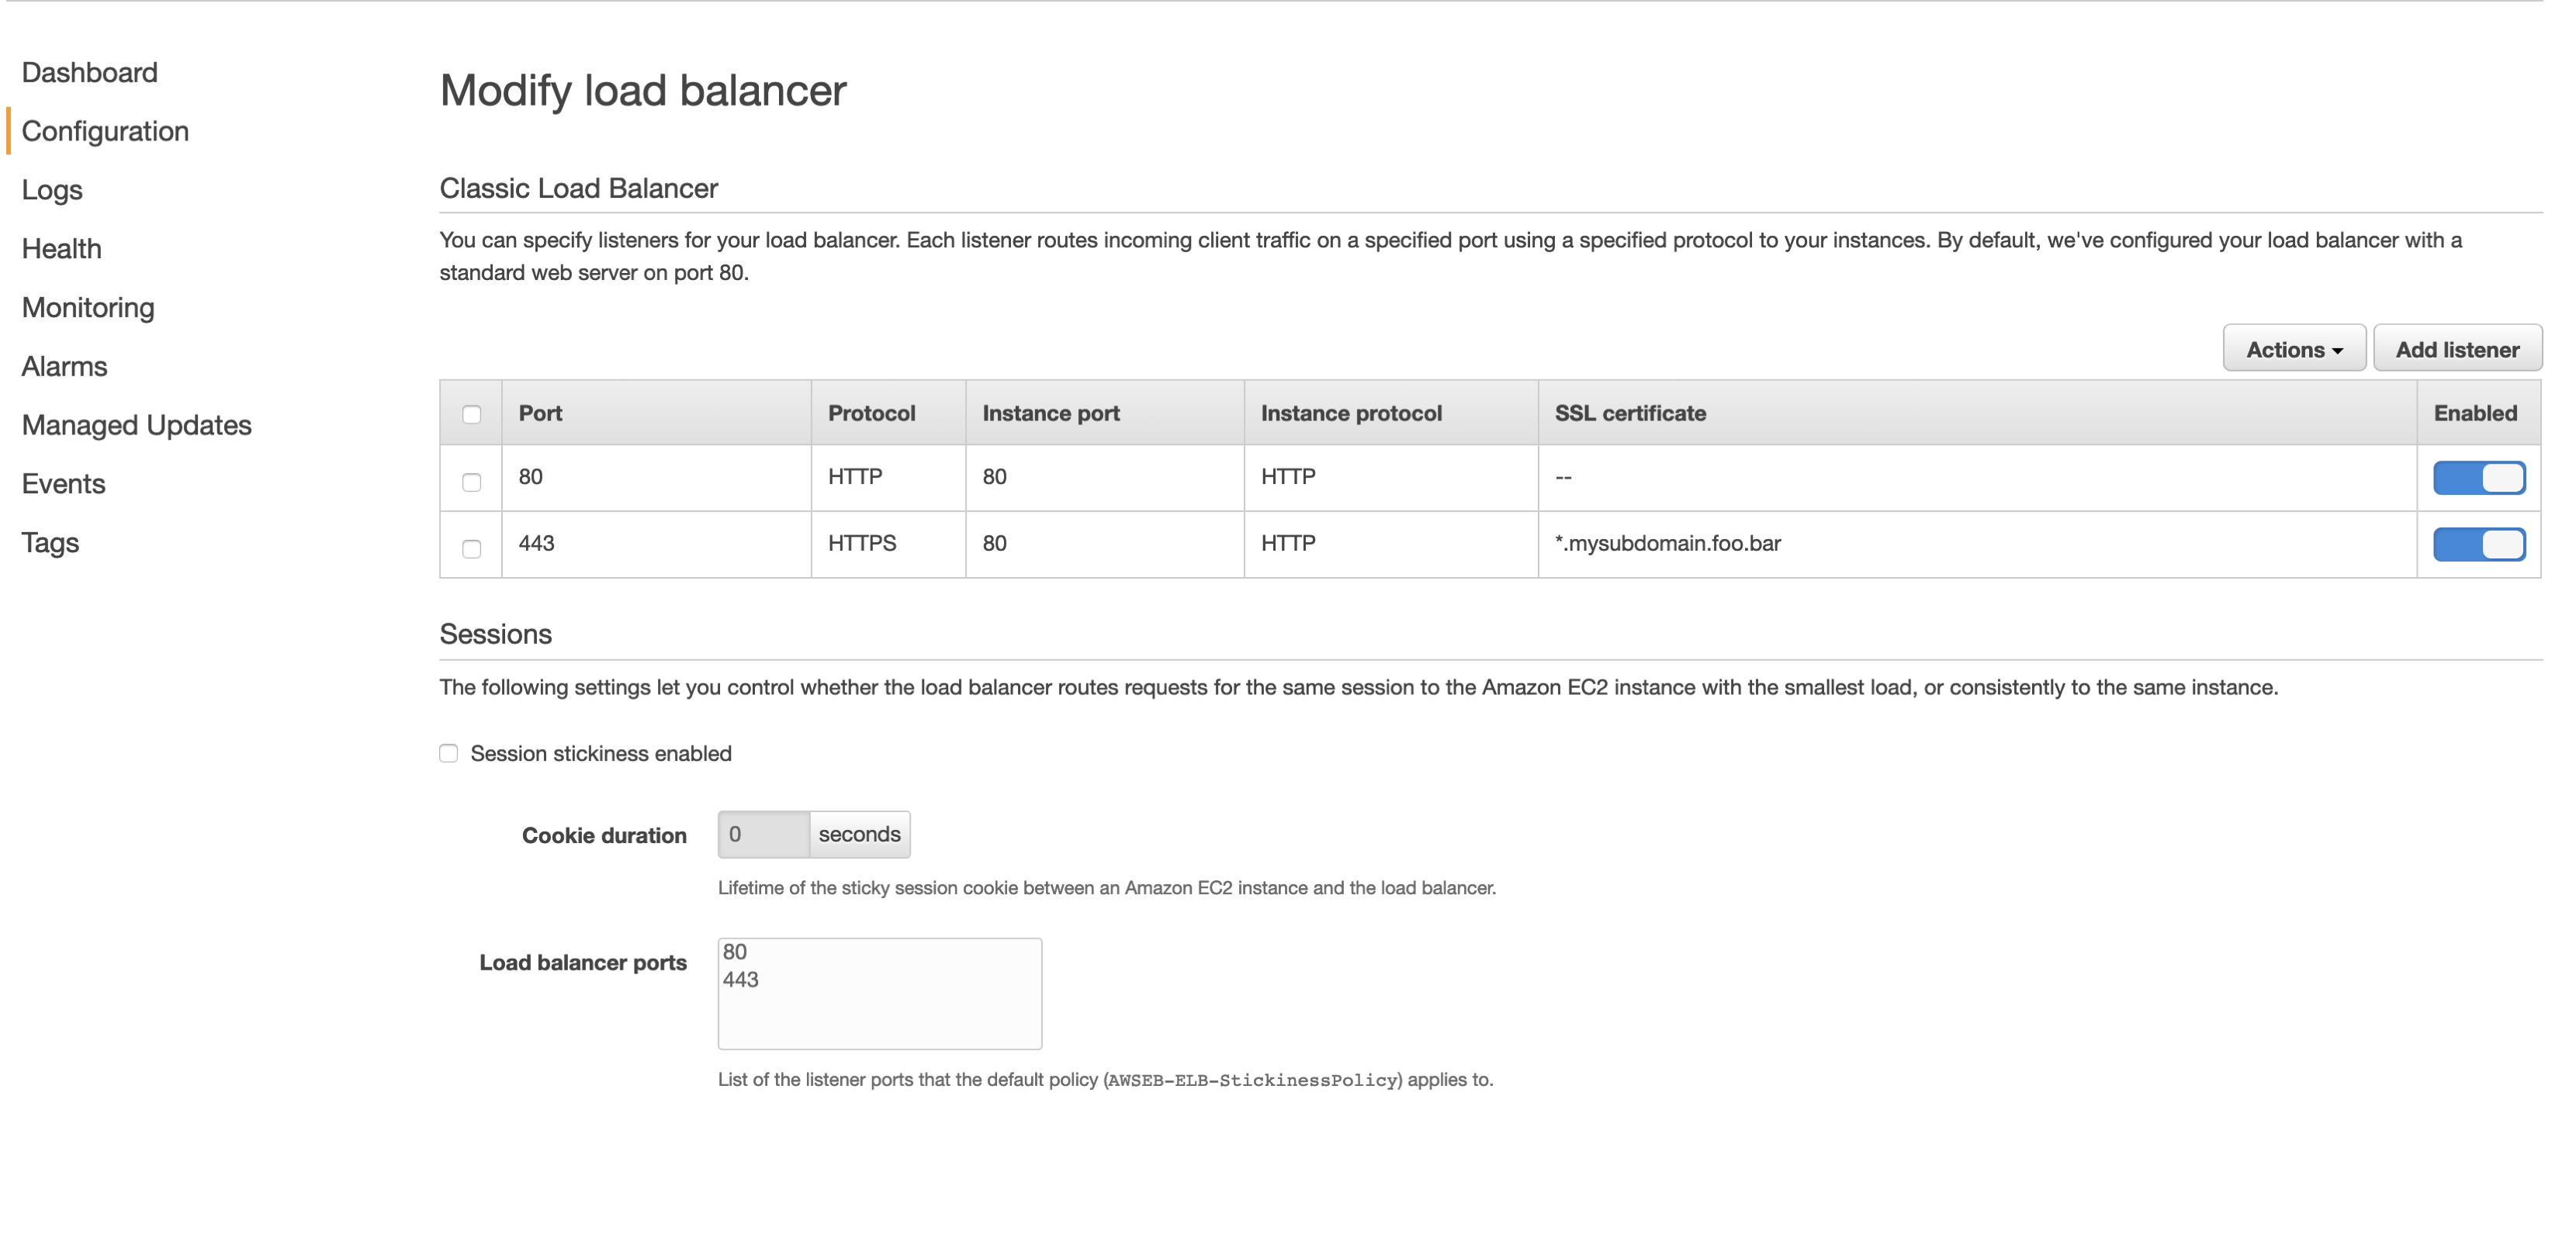 Dashboard
Configuration
Logs
Health
Monitoring
Alarms
Managed Updates
Events
Tags
Modify load balancer
Classic Load Balancer
You can specify listeners for your load balancer. Each listener routes incoming client traffic on a specified port using a specified protocol to your instances. By default, we've configured your load balancer with a
standard web server on port 80.
Actions Add listener
Port Protocol Instance port Instance protocol SSL certificate Enabled
80 HTTP 80 HTTP --
443 HTTPS 80 HTTP *.mysubdomain.foo.bar
Sessions
The following settings let you control whether the load balancer routes requests for the same session to the Amazon EC2 instance with the smallest load, or consistently to the same instance.
Session stickiness enabled
Cookie duration 0 seconds
Lifetime of the sticky session cookie between an Amazon EC2 instance and the load balancer.
Load balancer ports 80
443
List of the listener ports that the default policy (AWSEB-ELB-StickinessPolicy) applies to.